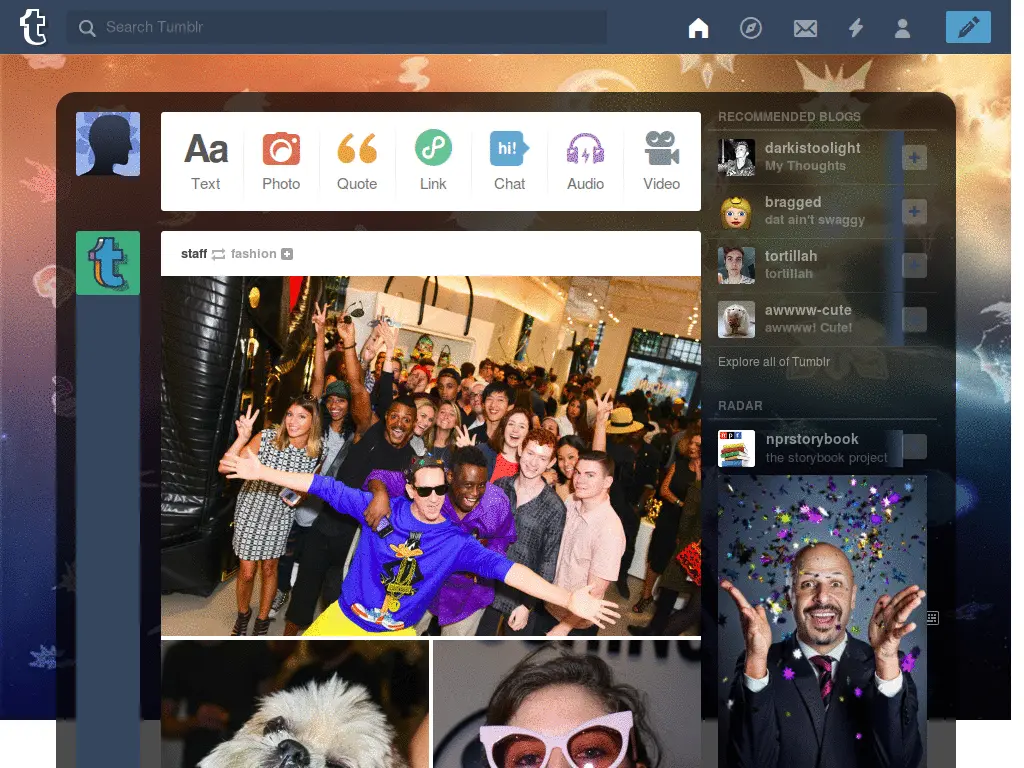 Search Tumblr
Aa
hi!
Text
Photo
Quote
Link
Chat
Audio
Video
staff fashion
RECOMMENDED BLOGS
darkistoolight
My Thoughts
bragged
dat ain't swaggy
tortillah
tortillah
awwww-cute
awwww! Cute!
Explore all of Tumblr
RADAR
npr
nprstorybook
the storybook project